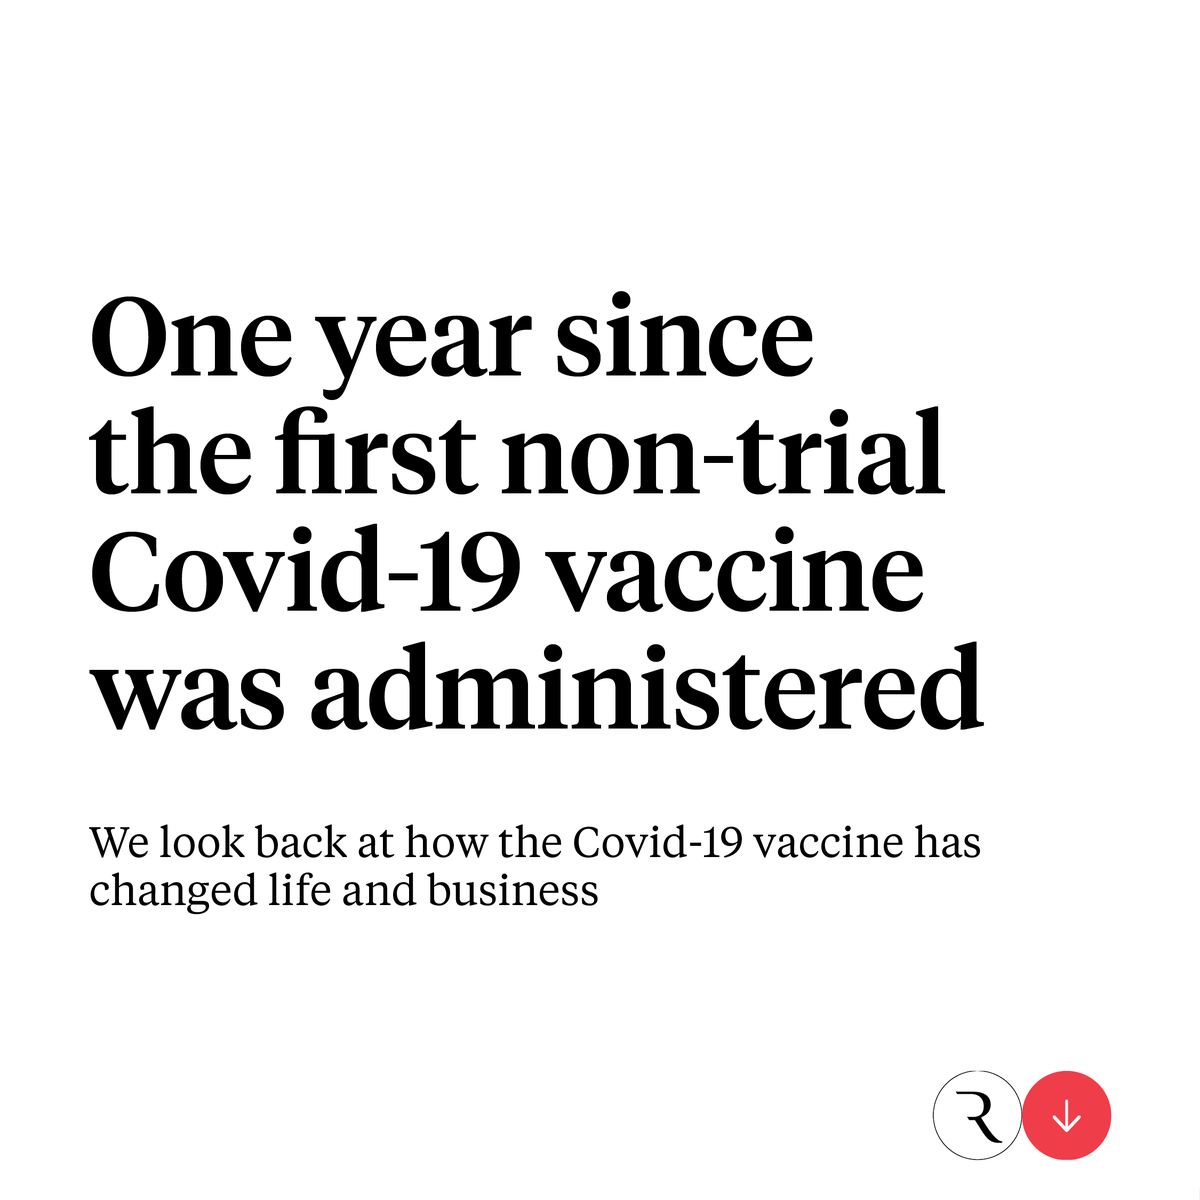 One year since
the first non-trial
Covid-19 vaccine
was administered
We look back at how the Covid-19 vaccine has
changed life and business
R